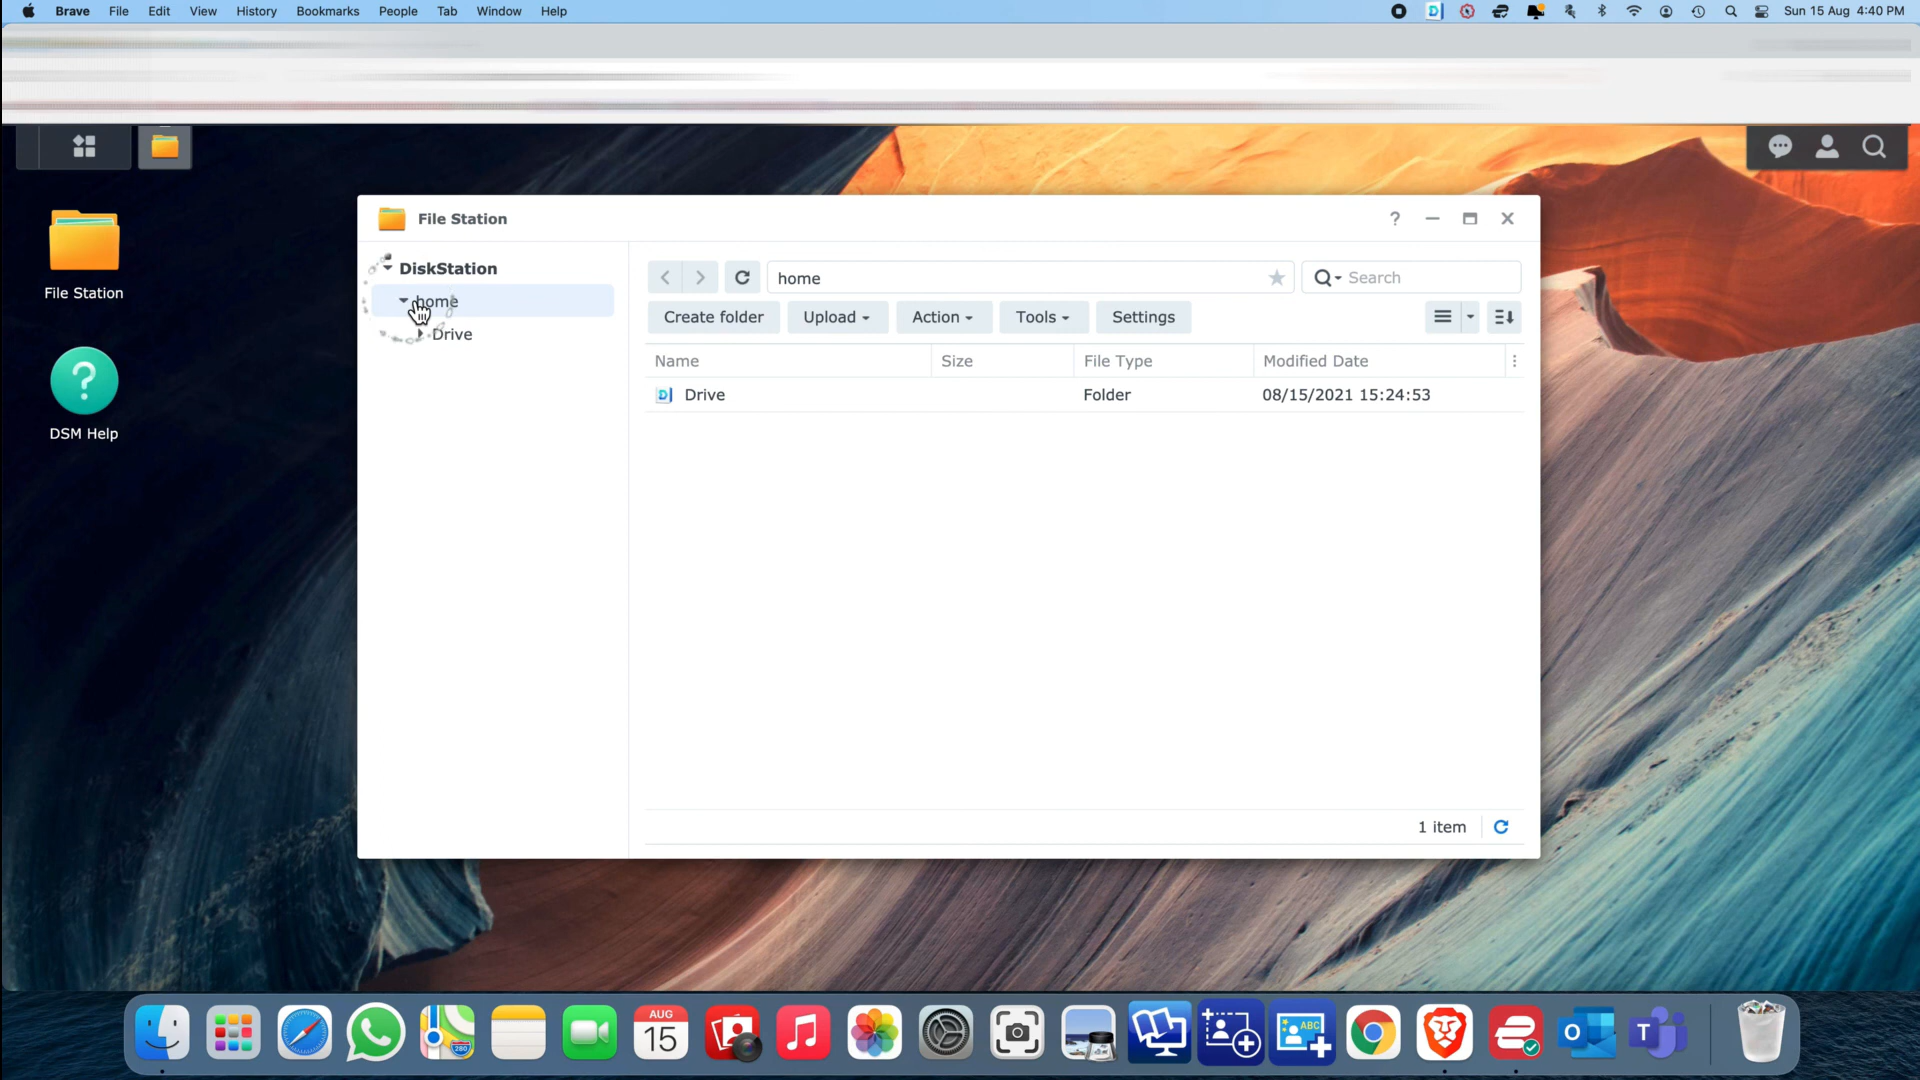 Brave File Edit View History Bookmarks People Tab Window Help Sun 15 Aug 4:40 PM
File Station
DSM Help
File Station
DiskStation
home
Drive
home
Search
Create folder Upload Action Tools Settings
Name Size File Type Modified Date
Drive Folder 08/15/2021 15:24:53
1 item
AUG
15
280
ABC